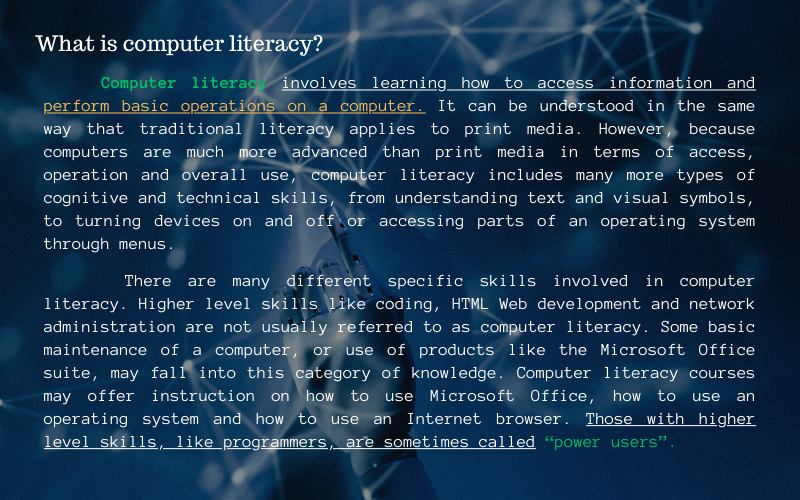 What is computer literacy?
Computer literacy involves learning how to access information and
perform basic operations on a computer. It can be understood in the same
way that traditional literacy applies to print media. However, because
computers are much more advanced than print media in terms of access,
operation and overall use, computer literacy includes many more types of
cognitive and technical skills, from understanding text and visual symbols,
to turning devices on and off or accessing parts of an operating system
through menus.
There are many different specific skills involved in computer
literacy. Higher level skills like coding, HTML Web development and network
administration are not usually referred to as computer literacy. Some basic
maintenance of a computer, or use of products like the Microsoft Office
suite, may fall into this category of knowledge. Computer literacy courses
may offer instruction on how to use Microsoft Office, how to use an
operating system and how to use an Internet browser. Those with higher
level skills, like programmers, are sometimes called “power users”.